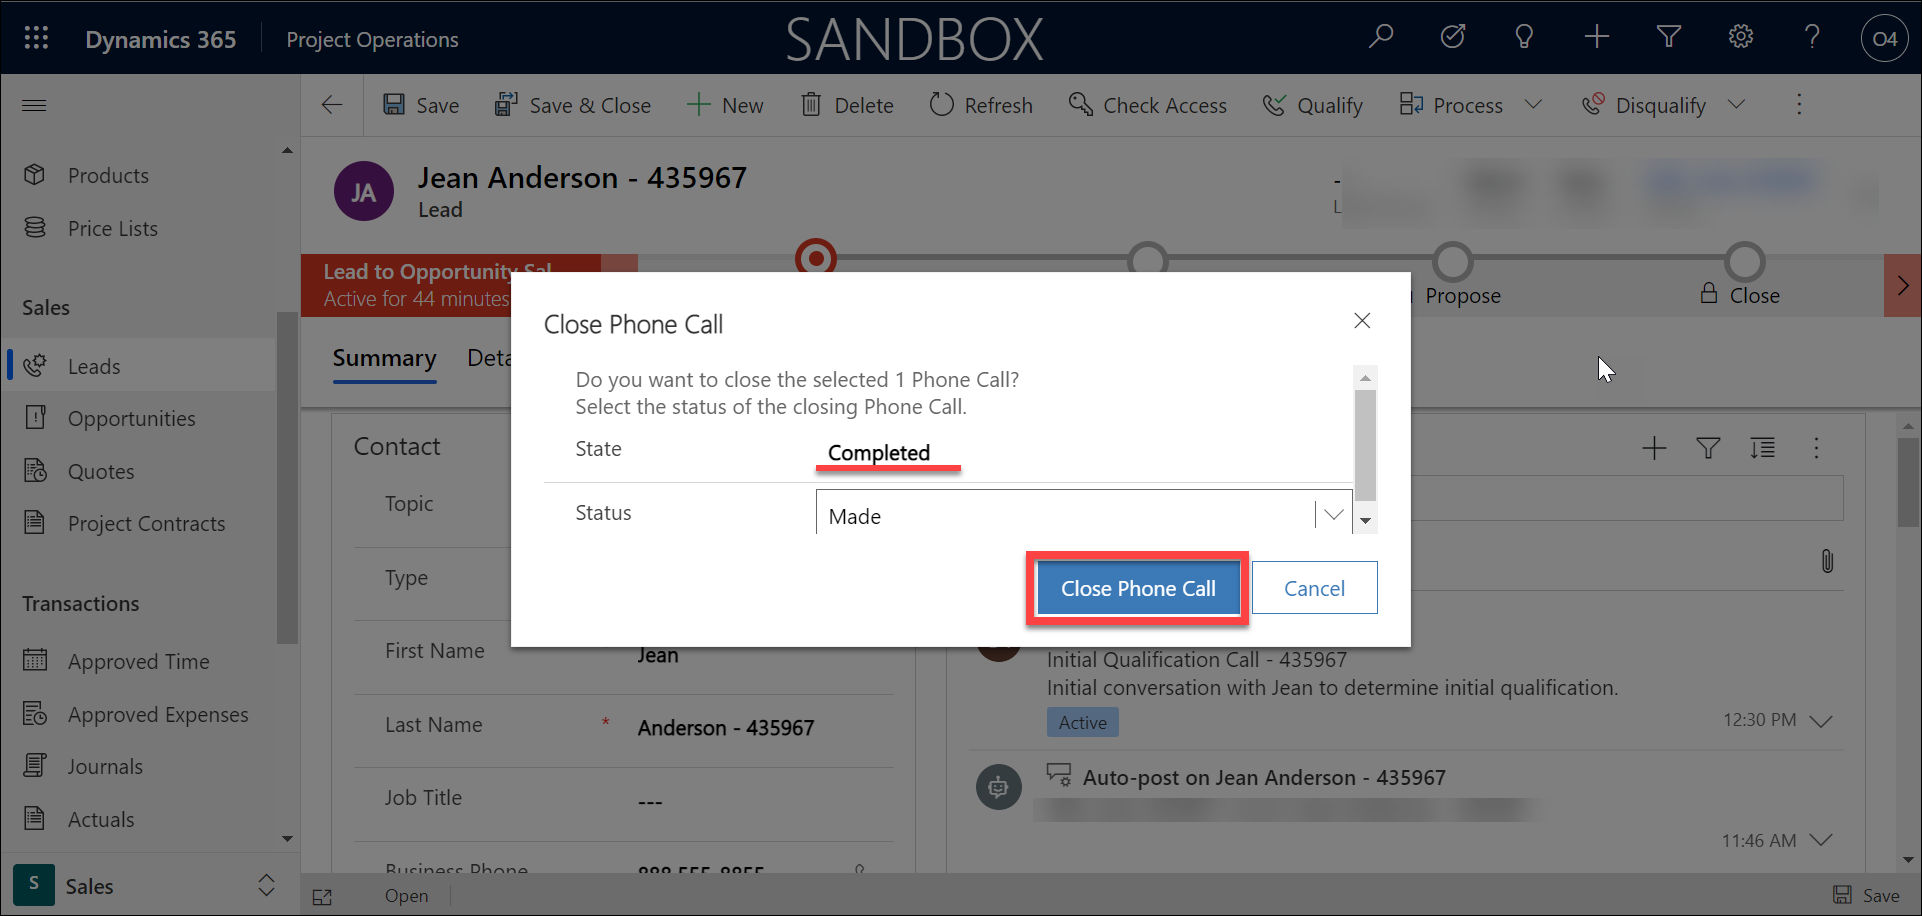 Dynamics 365
Project Operations
SANDBOX
O4
Save
Save & Close
New
Delete
Refresh
Check Access
Qualify
Process
Disqualify
Products
Price Lists
Sales
Leads
Opportunities
Quotes
Project Contracts
Transactions
Approved Time
Approved Expenses
Journals
Actuals
S
Sales
JA
Jean Anderson - 435967
Lead
Lead to Opportunity Sal
Active for 44 minutes
Propose
Close
Summary
Deta
Close Phone Call
Do you want to close the selected 1 Phone Call?
Select the status of the closing Phone Call.
State
Completed
Status
Made
Close Phone Call
Cancel
Contact
Topic
Type
First Name
Jean
Last Name
*
Anderson - 435967
Job Title
---
Business Phone
888-555-8855
Initial Qualification Call - 435967
Initial conversation with Jean to determine initial qualification.
Active
12:30 PM
Auto-post on Jean Anderson - 435967
11:46 AM
Open
Save